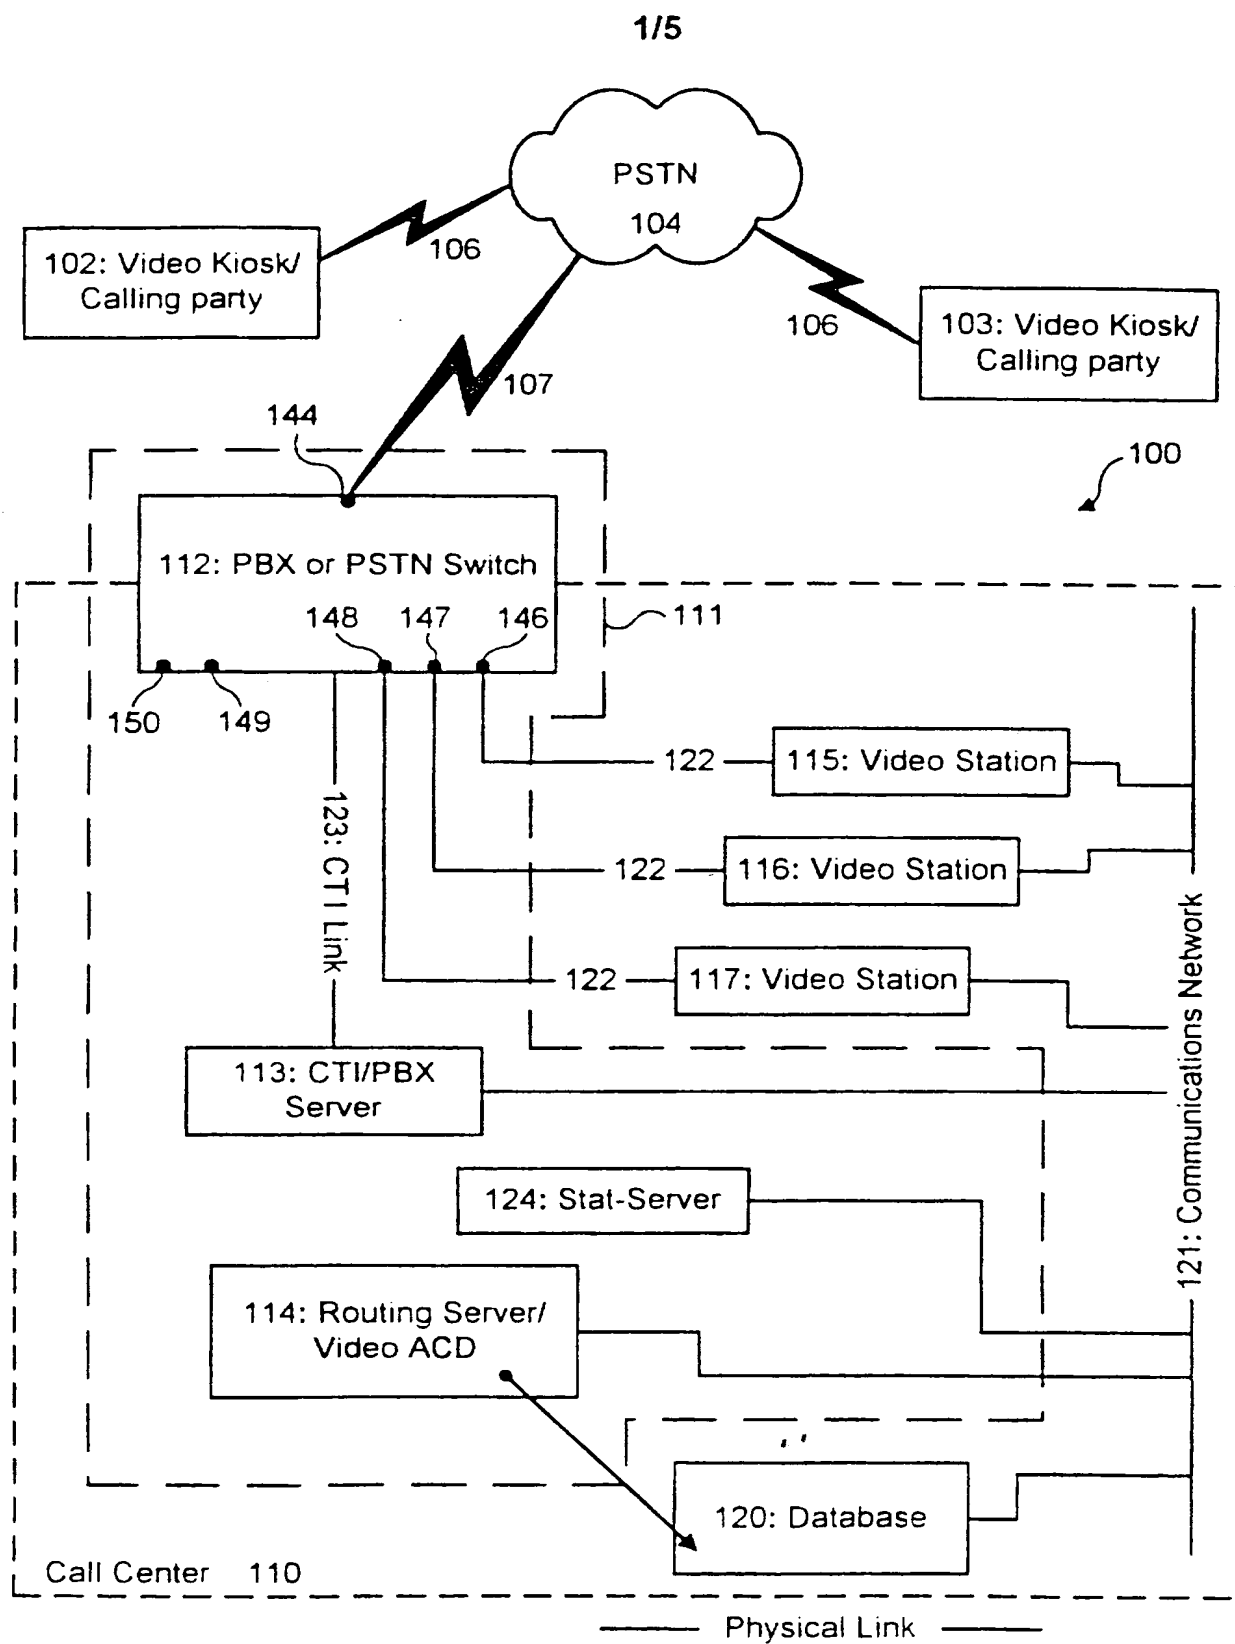 1/5
PSTN
104
106
102: Video Kiosk/
Calling party
106
103: Video Kiosk/
Calling party
107
144
100
112: PBX or PSTN Switch
148
147
146
111
150
149
122
115: Video Station
123: CTI Link
122
116: Video Station
122
117: Video Station
121: Communications Network
113: CTI/PBX
Server
124: Stat-Server
114: Routing Server/
Video ACD
120: Database
Call Center 110
Physical Link